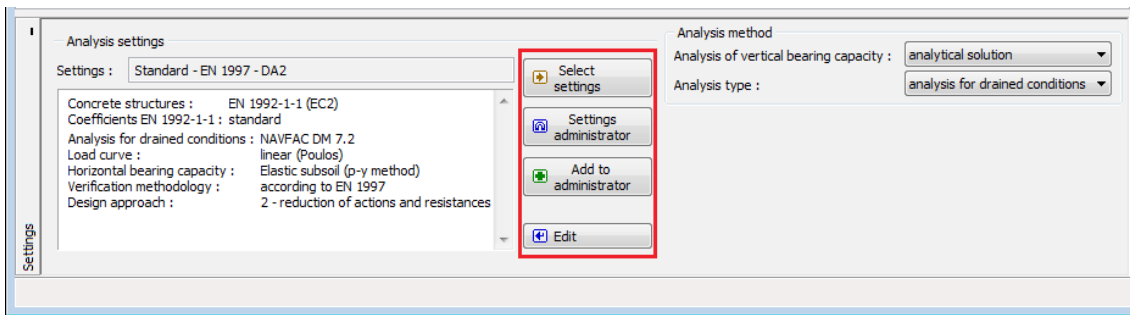 Analysis settings
Settings : Standard - EN 1997 - DA2
Concrete structures : EN 1992-1-1 (EC2)
Coefficients EN 1992-1-1 : standard
Analysis for drained conditions : NAVFAC DM 7.2
Load curve : linear (Poulos)
Horizontal bearing capacity : Elastic subsoil (p-y method)
Verification methodology : according to EN 1997
Design approach : 2 - reduction of actions and resistances
Select
settings
Settings
administrator
Add to
administrator
Edit
Analysis method
Analysis of vertical bearing capacity : analytical solution
Analysis type : analysis for drained conditions
Settings